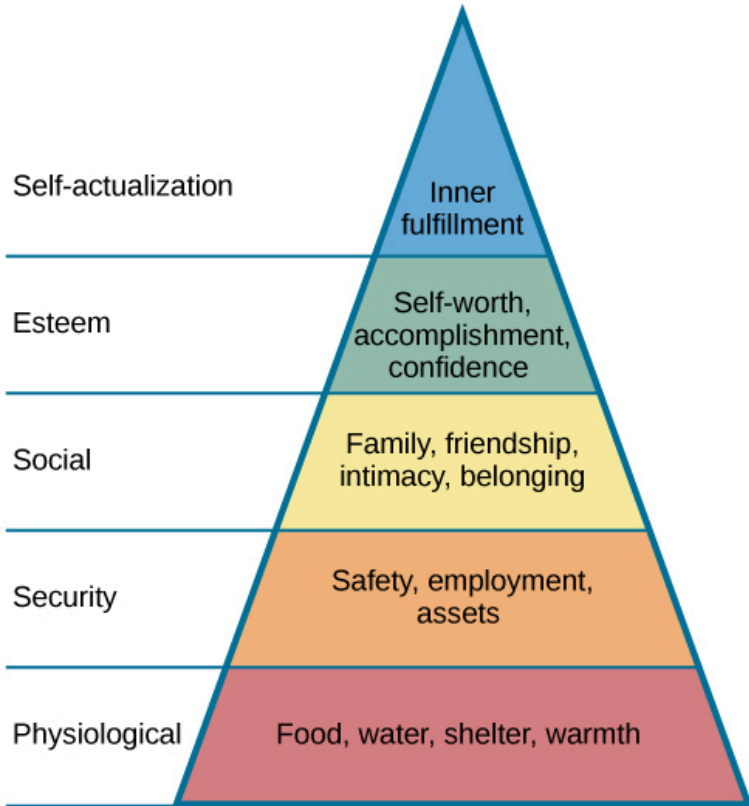 Self-actualization
Inner
fulfillment
Esteem
Self-worth,
accomplishment,
confidence
Social
Family, friendship,
intimacy, belonging
Security
Safety, employment,
assets
Physiological
Food, water, shelter, warmth